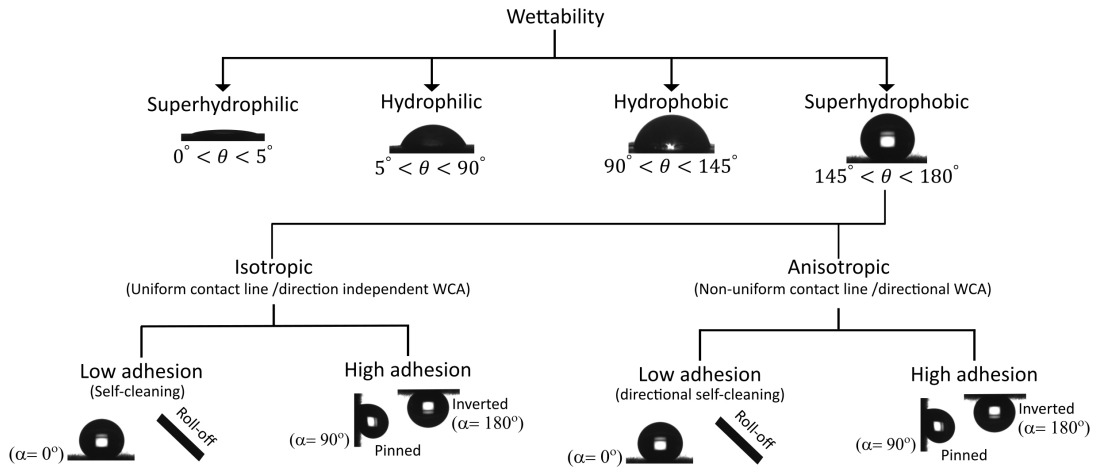 Wettability
Superhydrophilic
Hydrophilic
Hydrophobic
Superhydrophobic
0° < θ < 5°
5° < θ < 90°
90° < θ < 145°
145° < θ < 180°
Isotropic
(Uniform contact line /direction independent WCA)
Anisotropic
(Non-uniform contact line /directional WCA)
Low adhesion
(Self-cleaning)
Roll-off
(α= 0°)
High adhesion
Inverted
(α= 180°)
(α= 90°)
Pinned
Low adhesion
(directional self-cleaning)
Roll-off
(α= 0°)
High adhesion
Inverted
(α= 180°)
(α= 90°)
Pinned